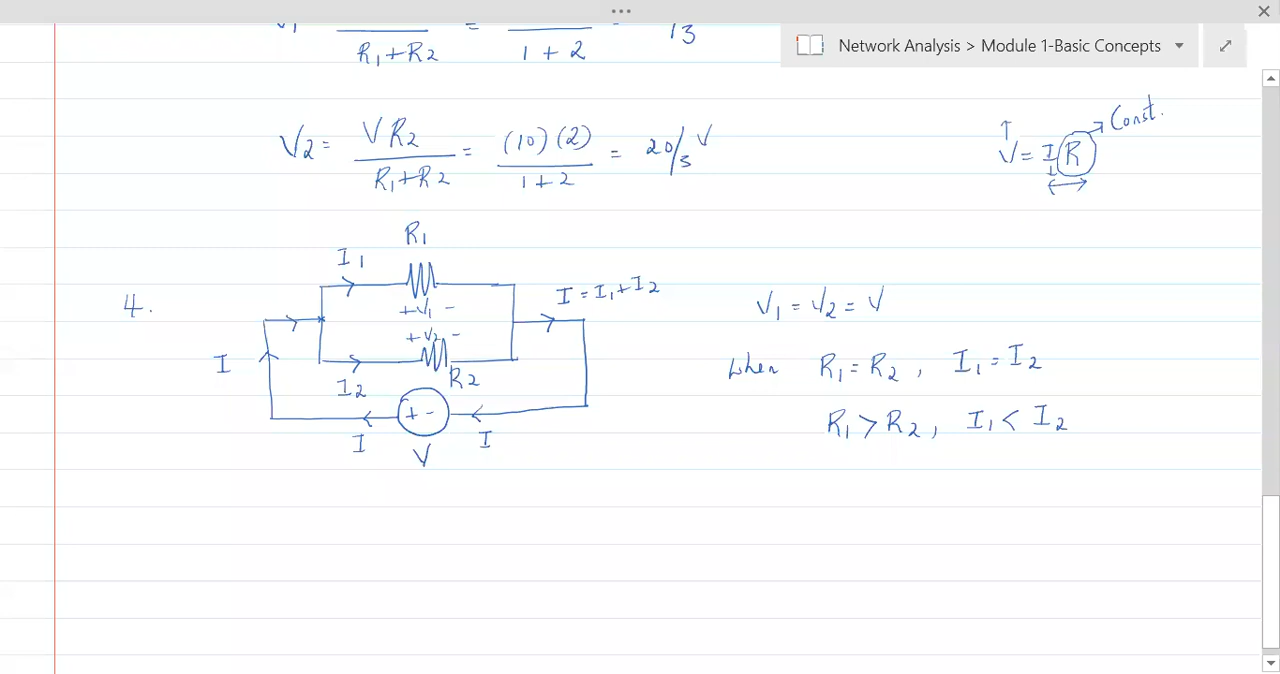 Network Analysis > Module 1-Basic Concepts
V1 = ――― = ――― = 13
R1+R2 1 + 2
V2 = VR2/(R1+R2) = (10)(2)/(1+2) = 20/3 V
↑ → Const.
V = I R
4.
R1
I1
+V1 -
+V2 -
R2
I2
I = I1+I2
I
+ -
I
I
V
V1 = V2 = V
When R1 = R2, I1 = I2
R1 > R2, I1 < I2